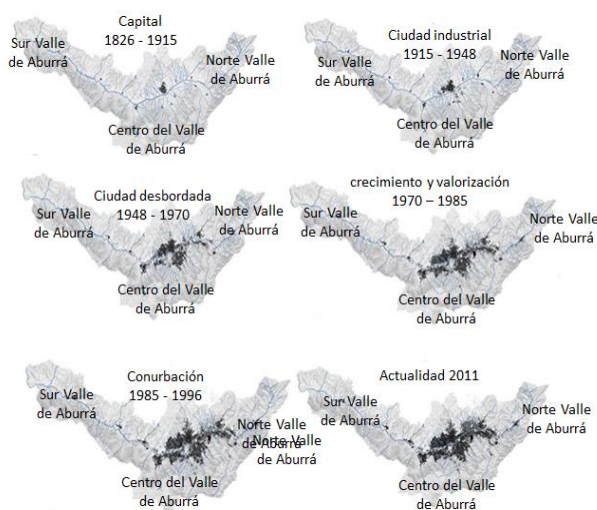 Capital
1826 - 1915
Sur Valle
de Aburrá
Norte Valle
de Aburrá
Centro del Valle
de Aburrá
Ciudad industrial
1915 - 1948
Sur Valle
de Aburrá
Norte Valle
de Aburrá
Centro del Valle
de Aburrá
Ciudad desbordada
1948 - 1970
Sur Valle
de Aburrá
Norte Valle
de Aburrá
Centro del Valle
de Aburrá
crecimiento y valorización
1970 – 1985
Sur Valle
de Aburrá
Norte Valle
de Aburrá
Centro del Valle
de Aburrá
Conurbación
1985 - 1996
Sur Valle
de Aburrá
Norte Valle
de Aburrá
Norte Valle
de Aburrá
Centro del Valle
de Aburrá
Actualidad 2011
Sur Valle
de Aburrá
Norte Valle
de Aburrá
Centro del Valle
de Aburrá